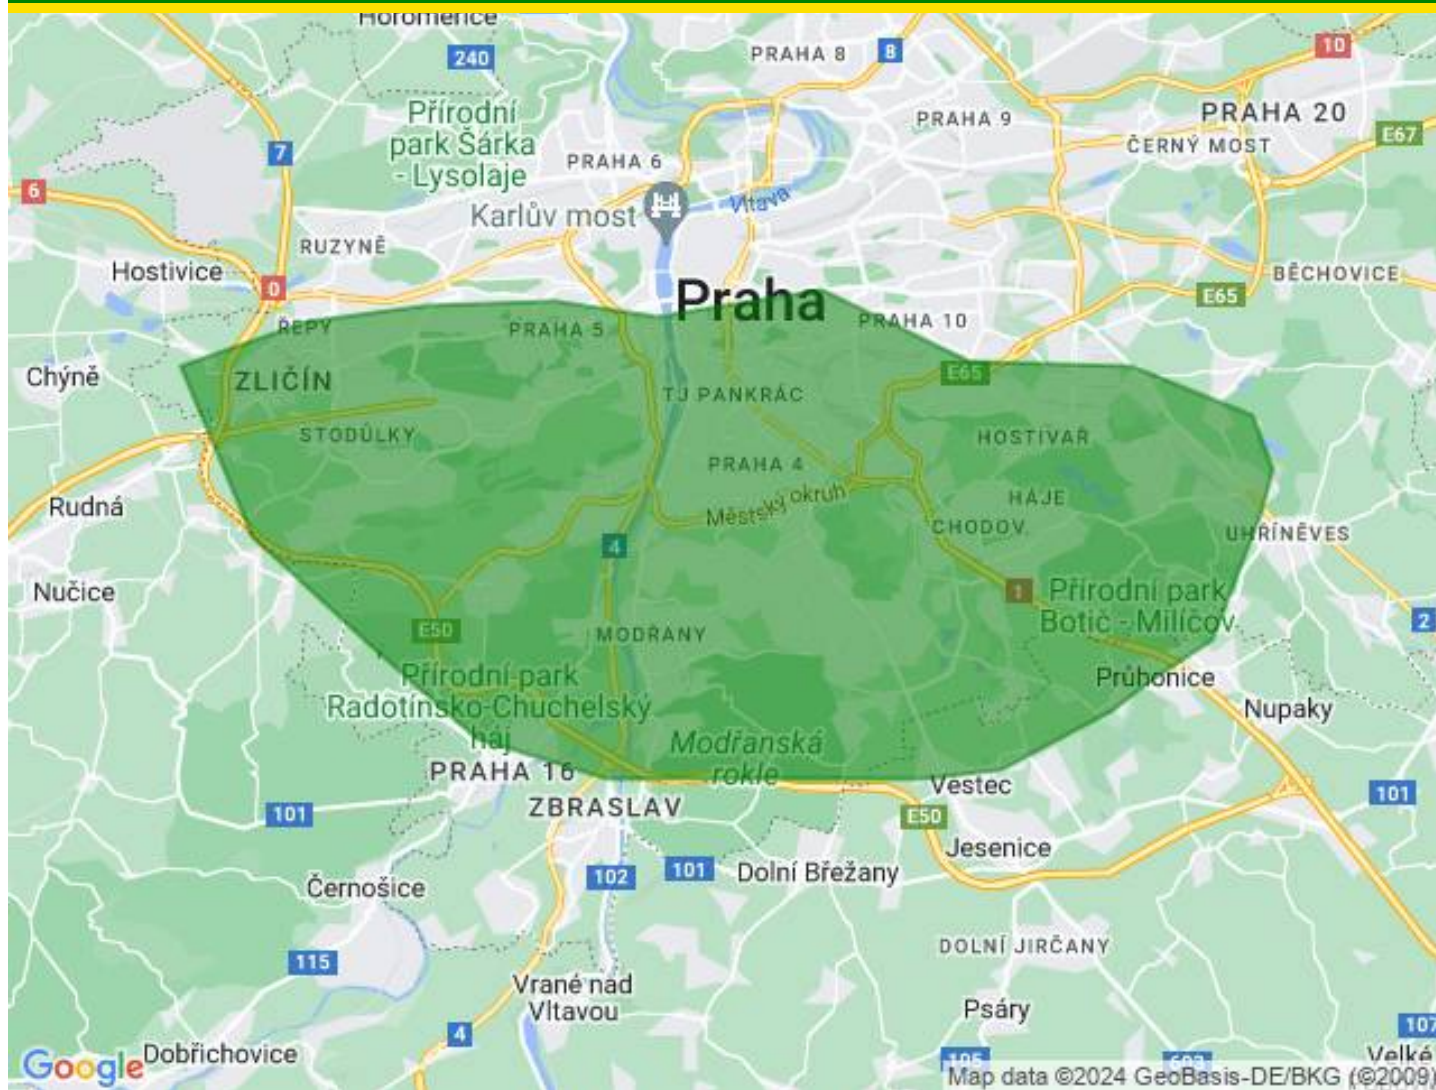 Horoměřice
240
PRAHA 8
8
10
Přírodní
park Šárka
- Lysolaje
PRAHA 9
PRAHA 20
E67
ČERNÝ MOST
7
PRAHA 6
6
Karlův most
Vltava
RUZYNĚ
Hostivice
0
BĚCHOVICE
E65
Praha
ŘEPY
PRAHA 5
PRAHA 10
Chýně
ZLIČÍN
E65
TJ PANKRÁC
STODŮLKY
HOSTIVAŘ
PRAHA 4
Rudná
Městský okruh
HÁJE
CHODOV
UHŘÍNĚVES
4
Nučice
1
Přírodní park
Botič - Milíčov
2
E50
MODŘANY
Přírodní park
Radotínsko-Chuchelský
háj
Průhonice
Nupaky
Modřanská
rokle
PRAHA 16
Vestec
101
ZBRASLAV
101
E50
Jesenice
Černošice
102
101
Dolní Břežany
DOLNÍ JIRČANY
115
Vrané nad
Vltavou
Psáry
4
107
Google
Dobřichovice
105
603
Velké
Map data ©2024 GeoBasis-DE/BKG (©2009)